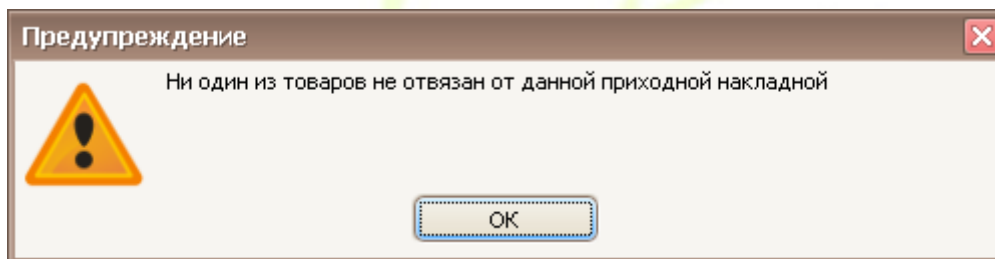 Предупреждение
Ни один из товаров не отвязан от данной приходной накладной
OK